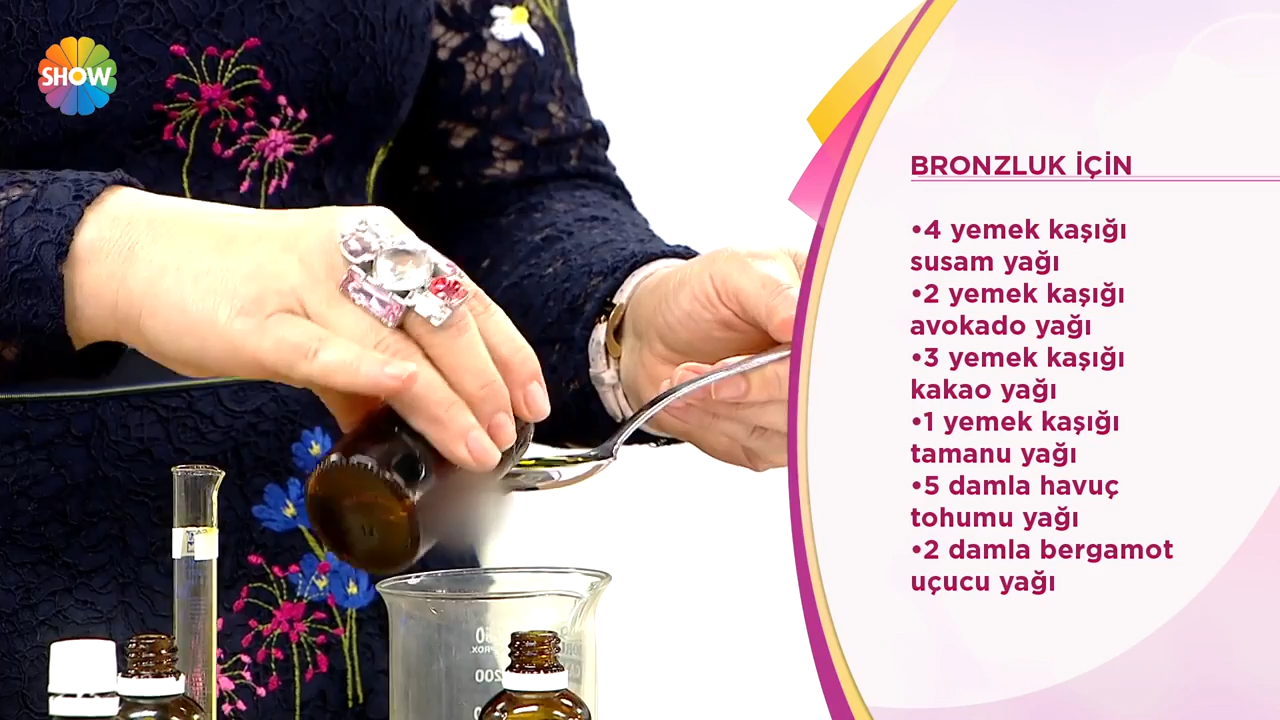 SHOW
BRONZLUK İÇİN
•4 yemek kaşığı
susam yağı
•2 yemek kaşığı
avokado yağı
•3 yemek kaşığı
kakao yağı
•1 yemek kaşığı
tamanu yağı
•5 damla havuç
tohumu yağı
•2 damla bergamot
uçucu yağı
200